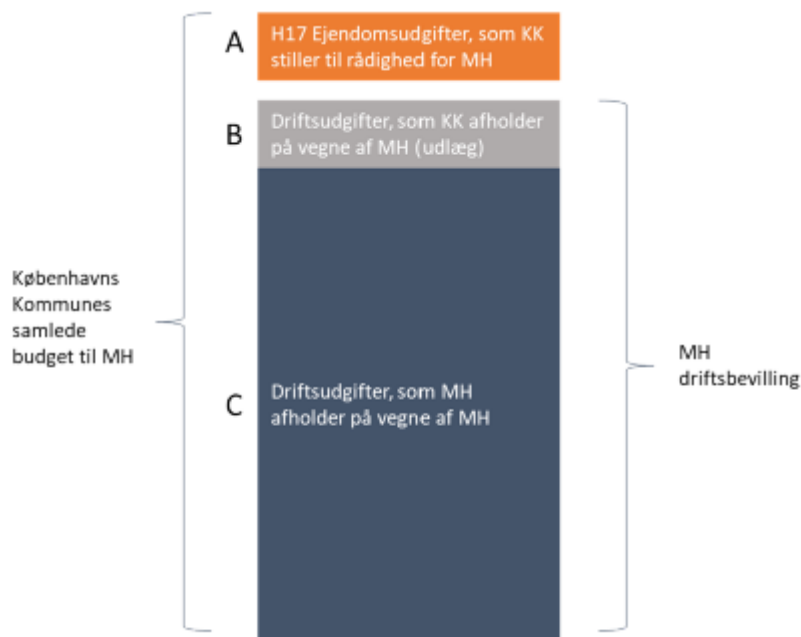 A
H17 Ejendomsudgifter, som KK
stiller til rådighed for MH
B
Driftsudgifter, som KK afholder
på vegne af MH (udlæg)
Københavns
Kommunes
samlede
budget til MH
C
Driftsudgifter, som MH
afholder på vegne af MH
MH
driftsbevilling